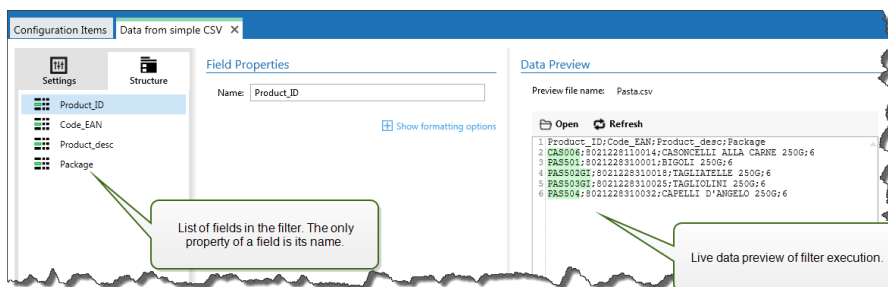 Configuration Items
Data from simple CSV
Settings
Structure
Product_ID
Code_EAN
Product_desc
Package
Field Properties
Name: Product_ID
Show formatting options
List of fields in the filter. The only
property of a field is its name.
Data Preview
Preview file name: Pasta.csv
Open Refresh
1 Product_ID;Code_EAN;Product_desc;Package
2 CAS006;8021228110014;CASONCELLI ALLA CARNE 250G;6
3 PAS501;8021228310001;BIGOLI 250G;6
4 PAS502GI;8021228310018;TAGLIATELLE 250G;6
5 PAS503GI;8021228310025;TAGLIOLINI 250G;6
6 PAS504;8021228310032;CAPELLI D'ANGELO 250G;6
Live data preview of filter execution.